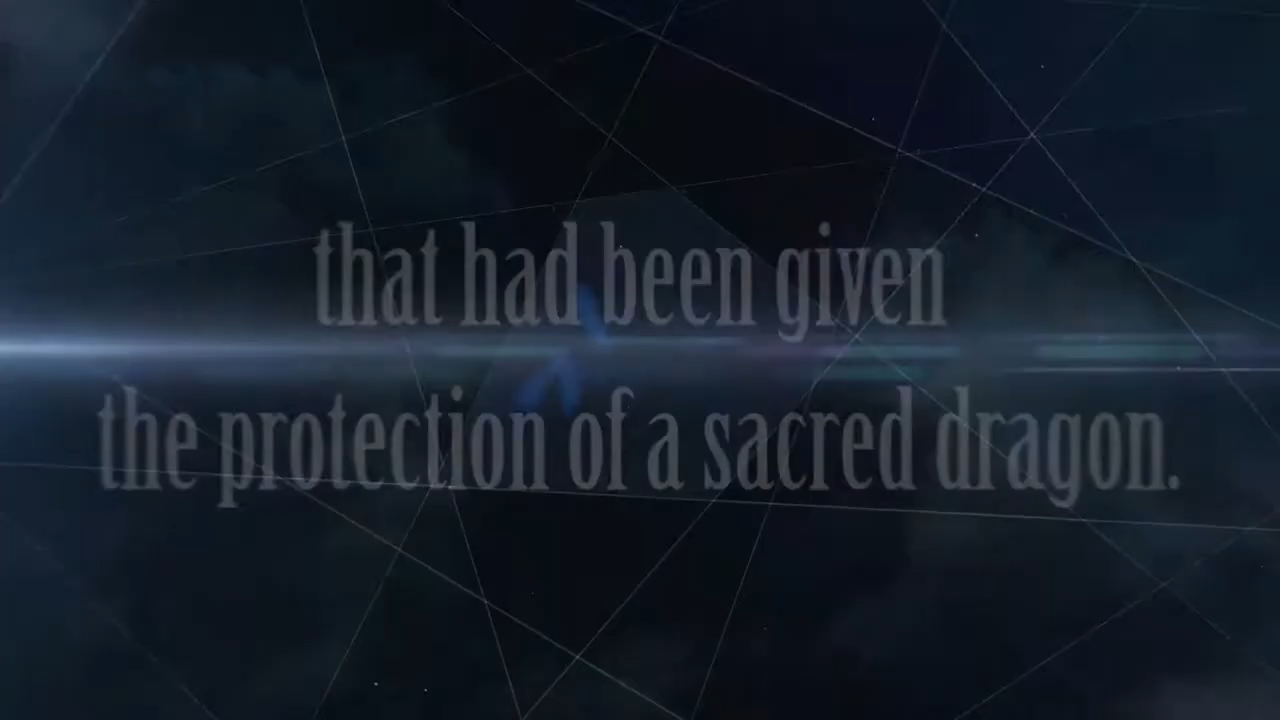 that had been given
the protection of a sacred dragon.